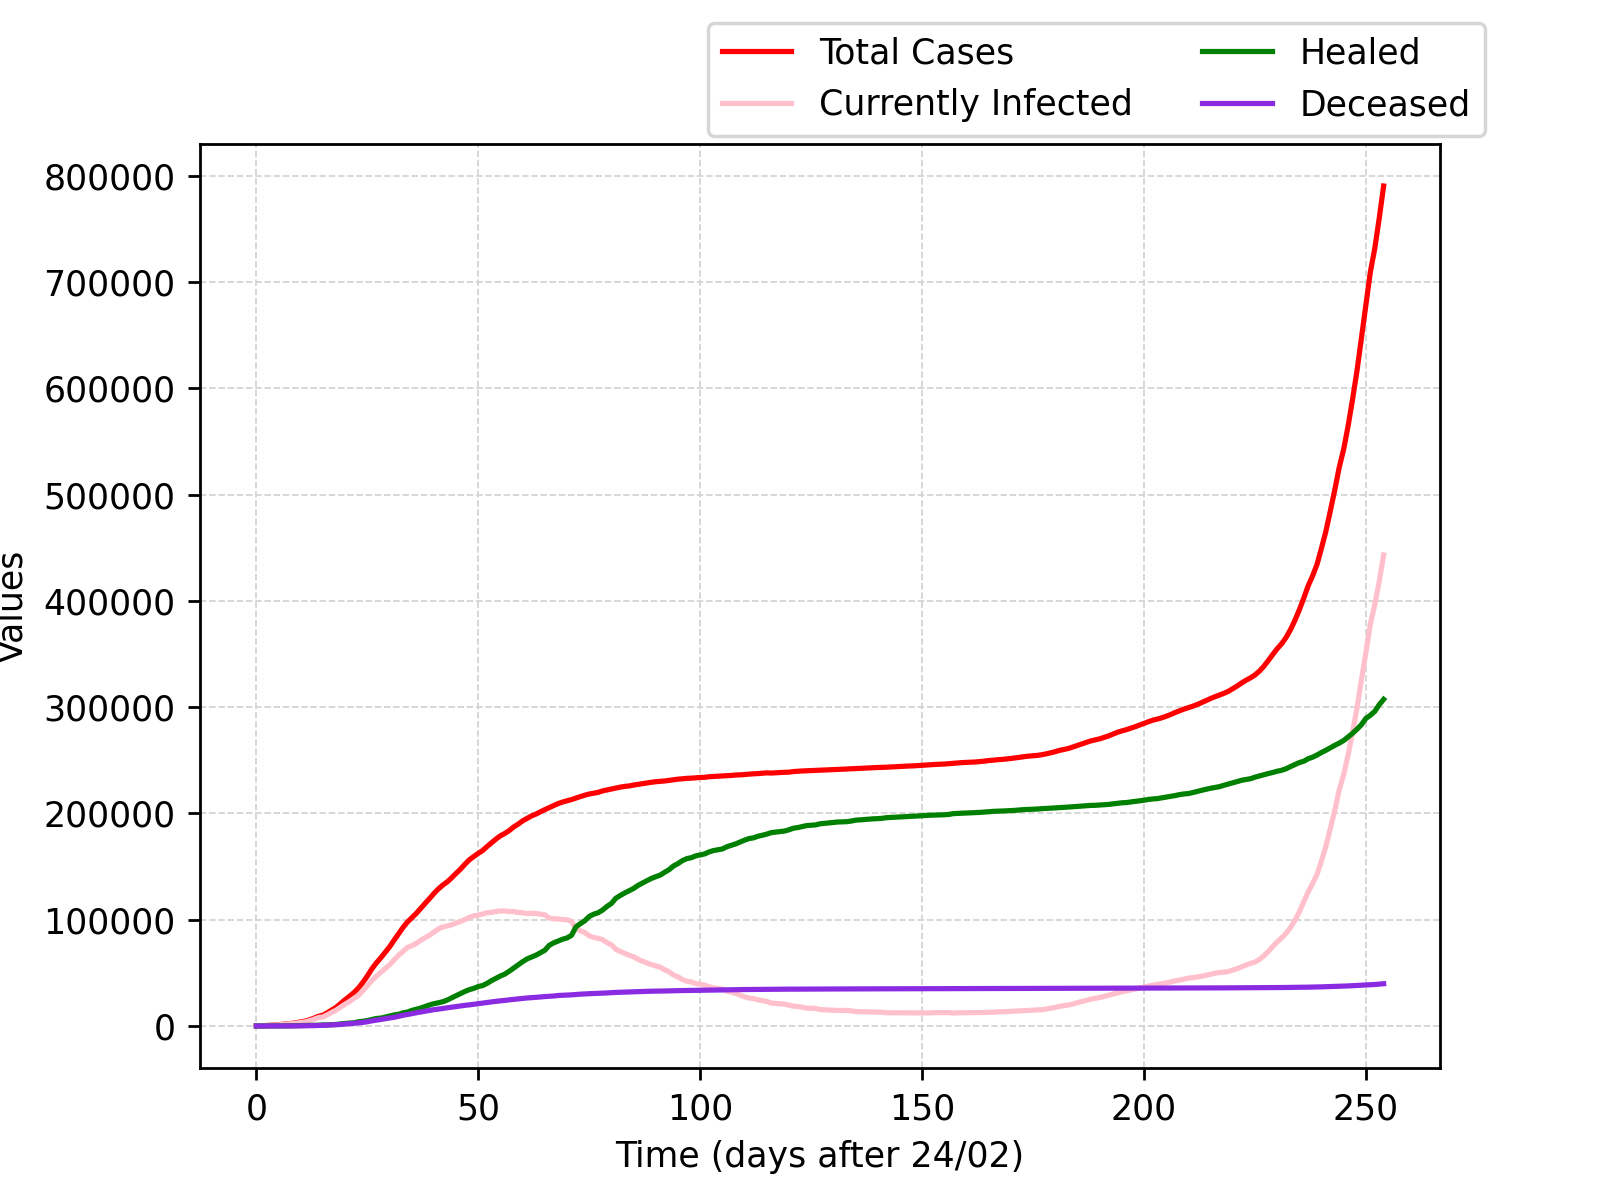 Total Cases
Currently Infected
Healed
Deceased
800000
700000
600000
500000
400000
300000
200000
100000
0
Values
0 50 100 150 200 250
Time (days after 24/02)